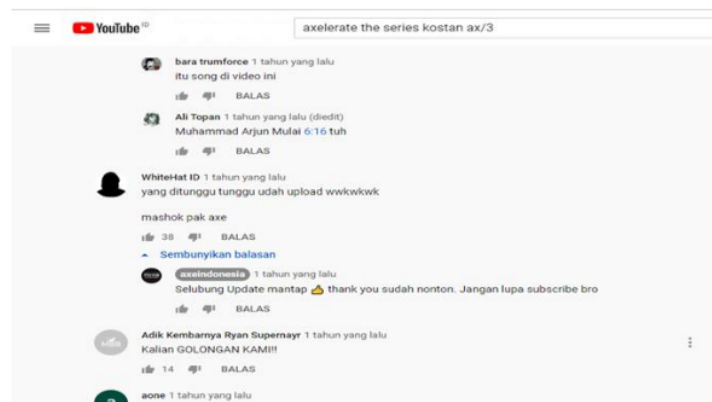 YouTube ID
axelerate the series kostan ax/3
bara trumforce 1 tahun yang lalu
itu song di video ini
BALAS
Ali Topan 1 tahun yang lalu (diedit)
Muhammad Arjun Mulai 6:16 tuh
BALAS
WhiteHat ID 1 tahun yang lalu
yang ditunggu tunggu udah upload wwkwkwk
mashok pak axe
38 BALAS
Sembunyikan balasan
axeindonesia 1 tahun yang lalu
Selubung Update mantap 👍 thank you sudah nonton. Jangan lupa subscribe bro
BALAS
Adik Kembarnya Ryan Supernayr 1 tahun yang lalu
Kalian GOLONGAN KAMI!!
14 BALAS
aone 1 tahun yang lalu